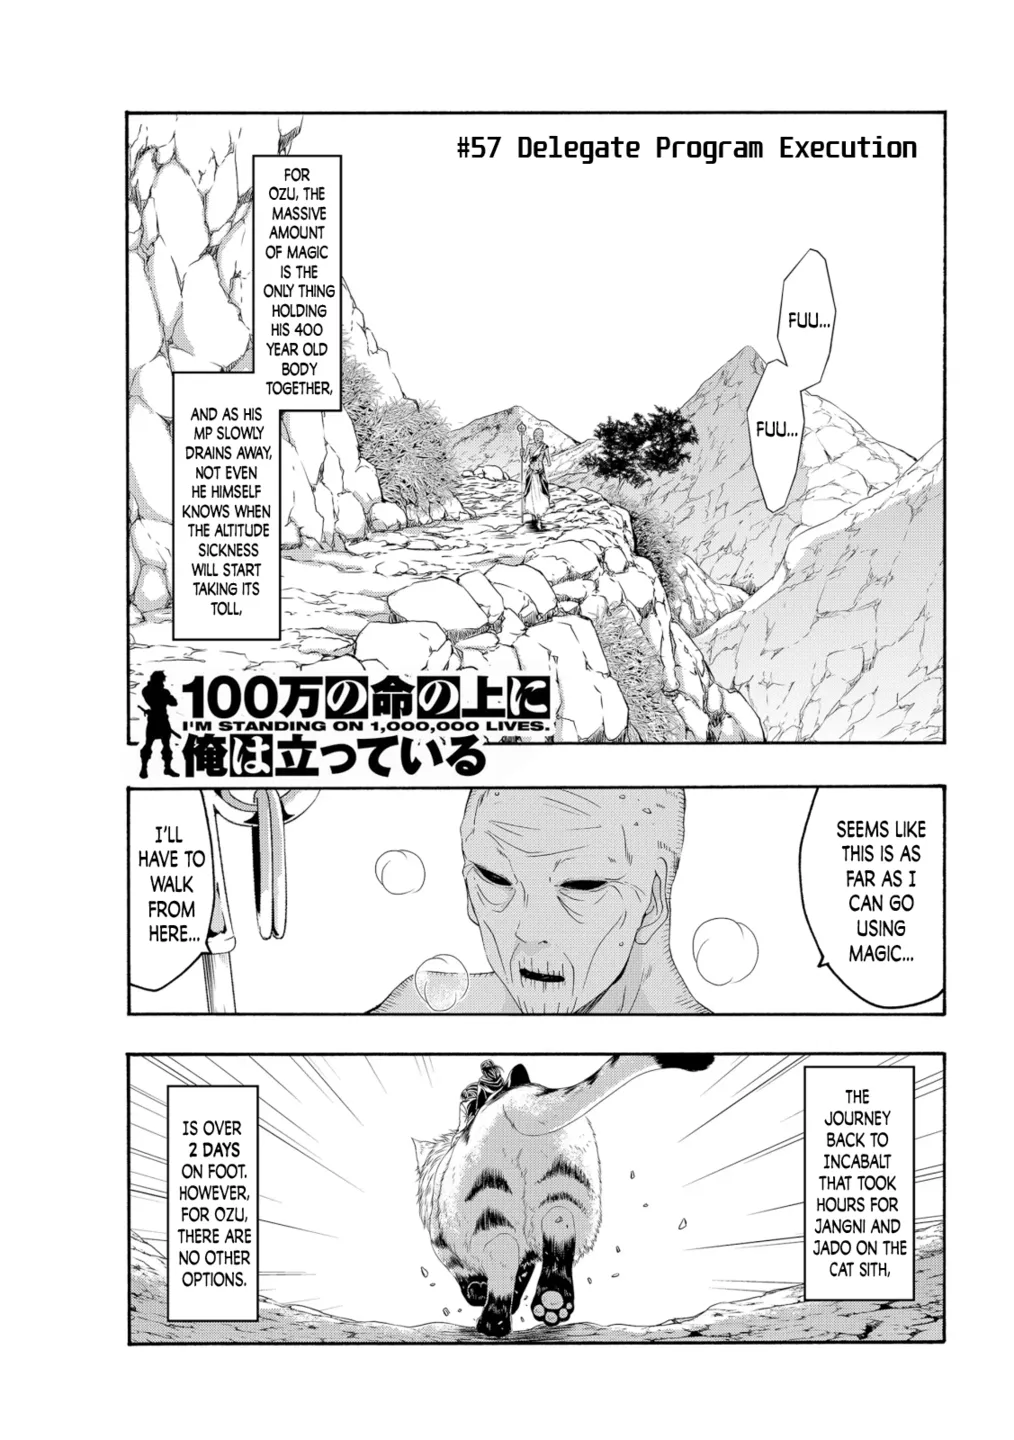 #57 Delegate Program Execution
FUU...
FUU...
FOR
OZU, THE
MASSIVE
AMOUNT
OF MAGIC
IS THE
ONLY THING
HOLDING
HIS 400
YEAR OLD
BODY
TOGETHER,
AND AS HIS
MP SLOWLY
DRAINS AWAY,
NOT EVEN
HE HIMSELF
KNOWS WHEN
THE ALTITUDE
SICKNESS
WILL START
TAKING ITS
TOLL,
100万の命の上に
I'M STANDING ON 1,000,000 LIVES.
俺は立っている
SEEMS LIKE
THIS IS AS
FAR AS I
CAN GO
USING
MAGIC...
I'LL
HAVE TO
WALK
FROM
HERE...
THE
JOURNEY
BACK TO
INCABALT
THAT TOOK
HOURS FOR
JANGNI AND
JADO ON THE
CAT SITH,
IS OVER
2 DAYS
ON FOOT.
HOWEVER,
FOR OZU,
THERE ARE
NO OTHER
OPTIONS.